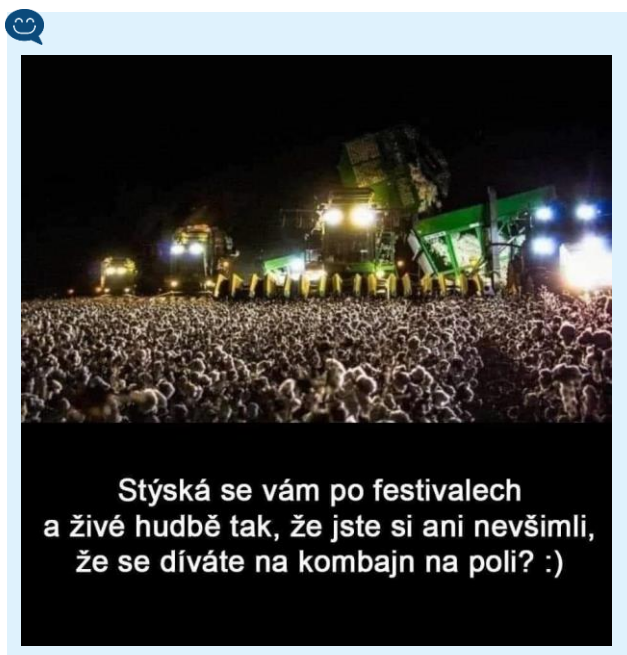 Stýská se vám po festivalech
a živé hudbě tak, že jste si ani nevšimli,
že se díváte na kombajn na poli? :)